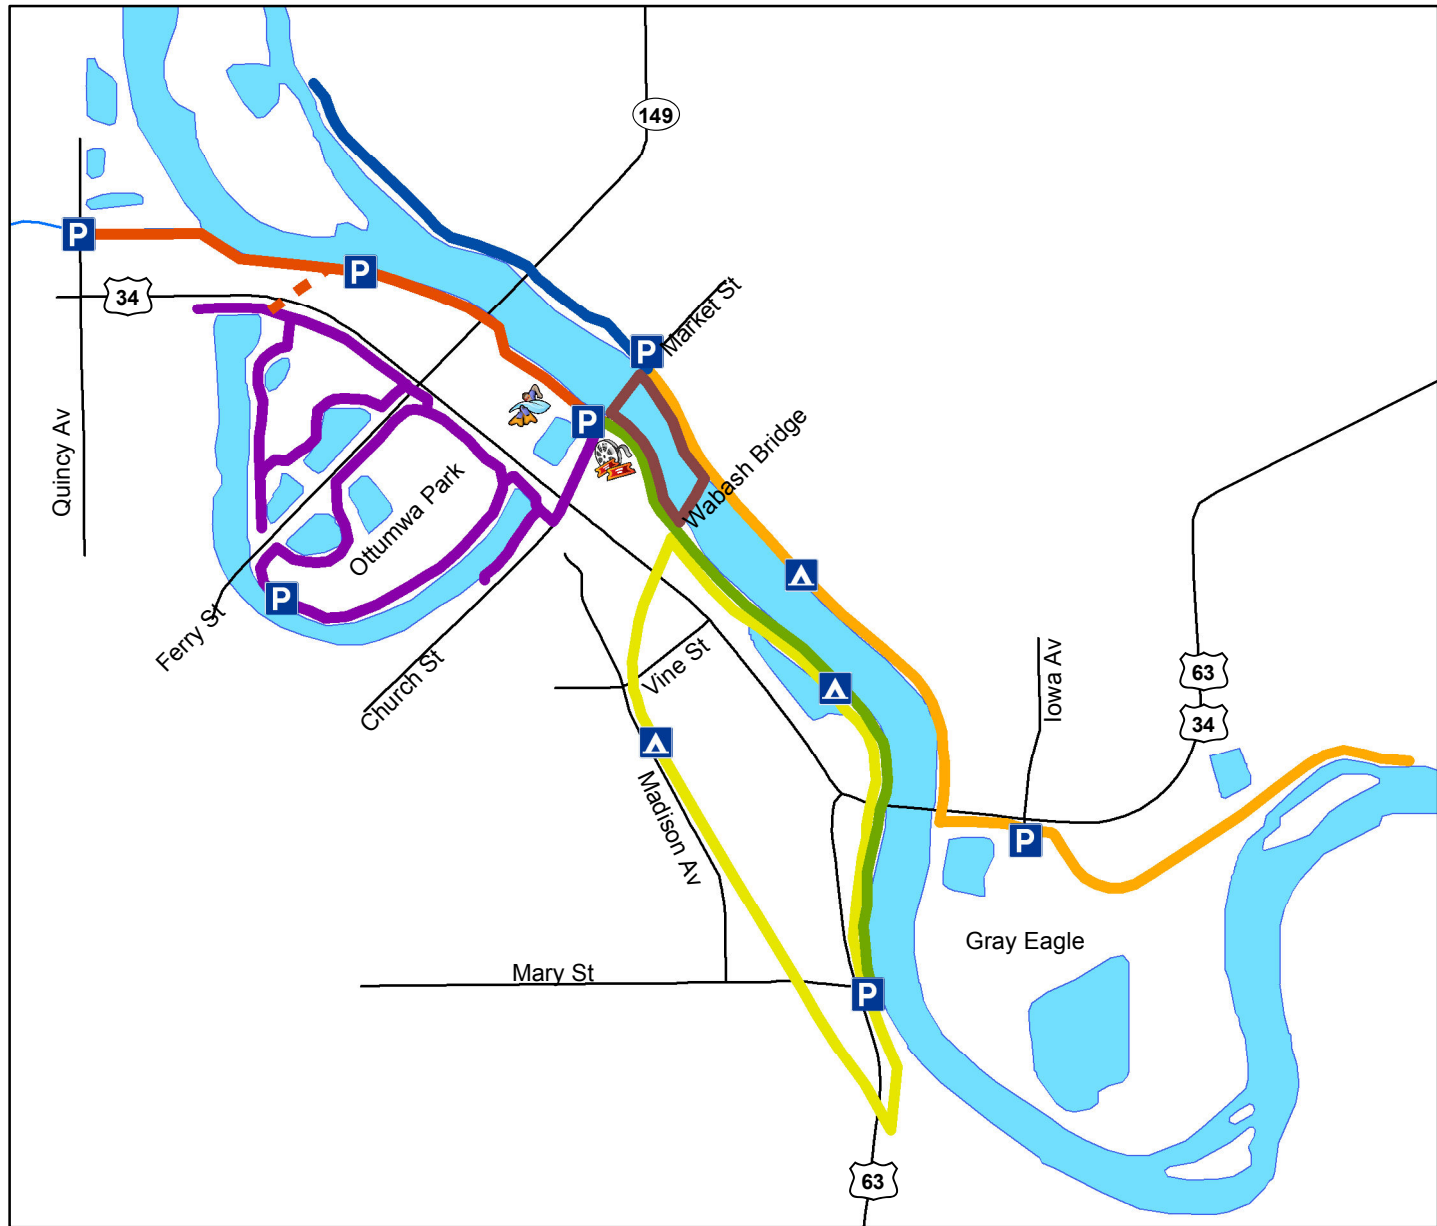 149
P
P
34
Market St
P
Quincy Av
P
Wabash Bridge
Ottumwa Park
P
Ferry St
Church St
Vine St
Iowa Av
63
34
Madison Av
P
Gray Eagle
Mary St
P
63